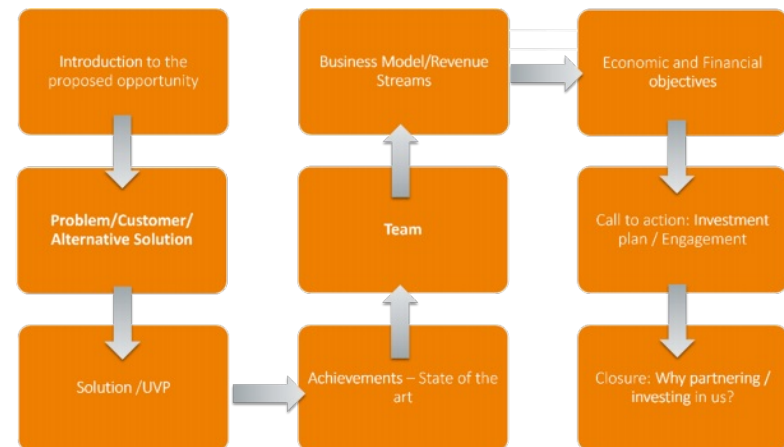 Introduction to the
proposed opportunity
Problem/Customer/
Alternative Solution
Solution /UVP
Achievements – State of the
art
Team
Business Model/Revenue
Streams
Economic and Financial
objectives
Call to action: Investment
plan / Engagement
Closure: Why partnering /
investing in us?